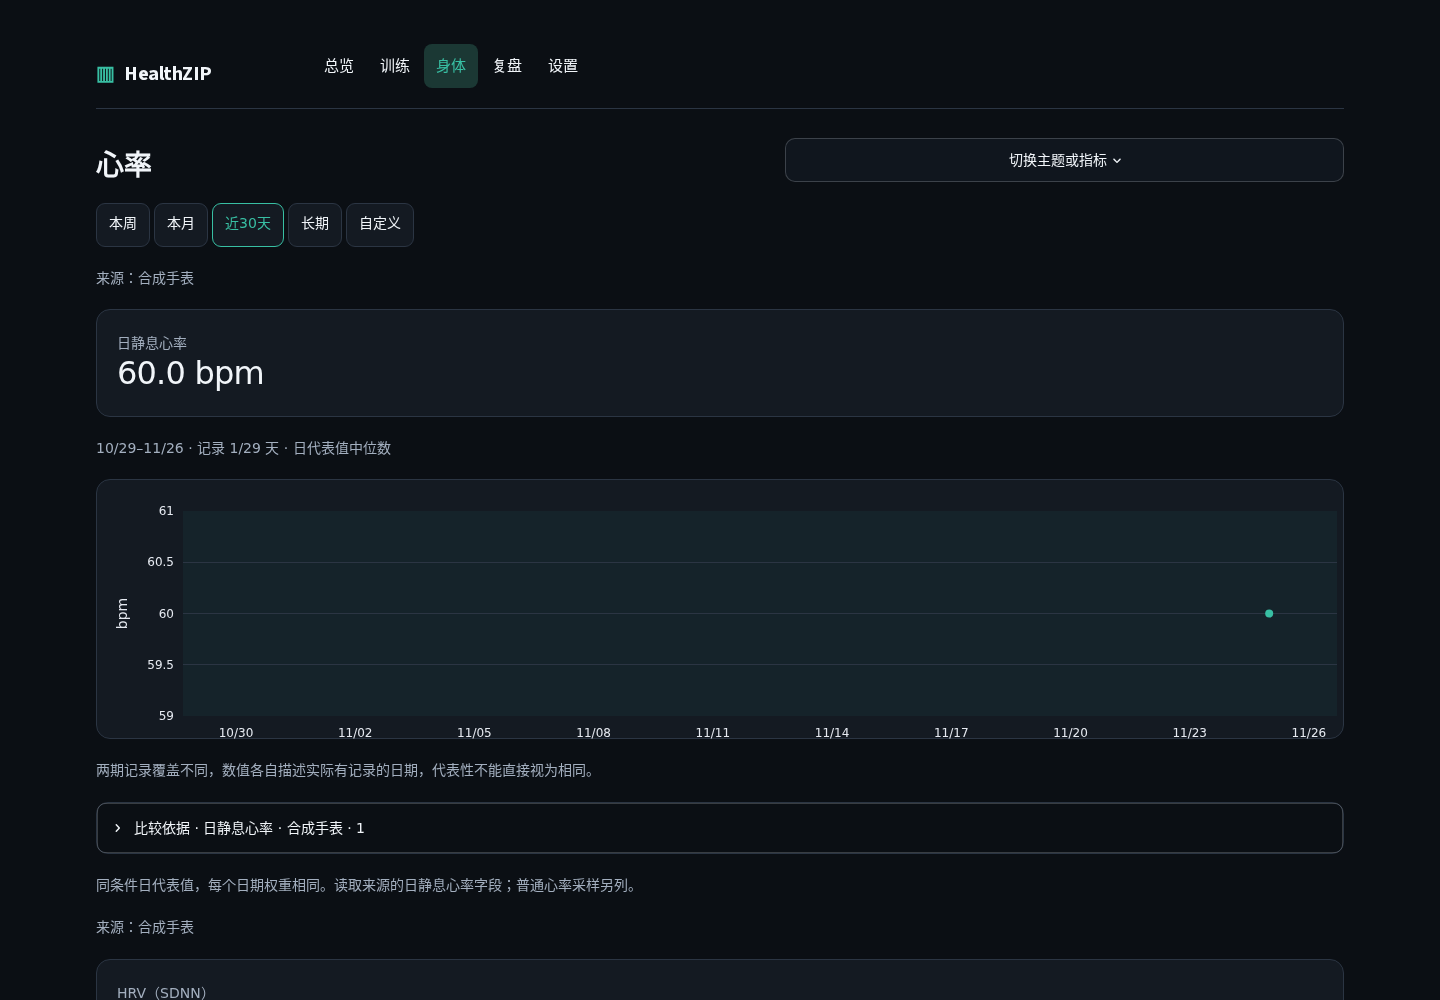 HealthZIP
总览 训练 身体 复盘 设置
心率
切换主题或指标
本周 本月 近30天 长期 自定义
来源：合成手表
日静息心率
60.0 bpm
10/29–11/26 · 记录 1/29 天 · 日代表值中位数
61
60.5
60
59.5
59
bpm
10/30 11/02 11/05 11/08 11/11 11/14 11/17 11/20 11/23 11/26
两期记录覆盖不同，数值各自描述实际有记录的日期，代表性不能直接视为相同。
比较依据 · 日静息心率 · 合成手表 · 1
同条件日代表值，每个日期权重相同。读取来源的日静息心率字段；普通心率采样另列。
来源：合成手表
HRV（SDNN）